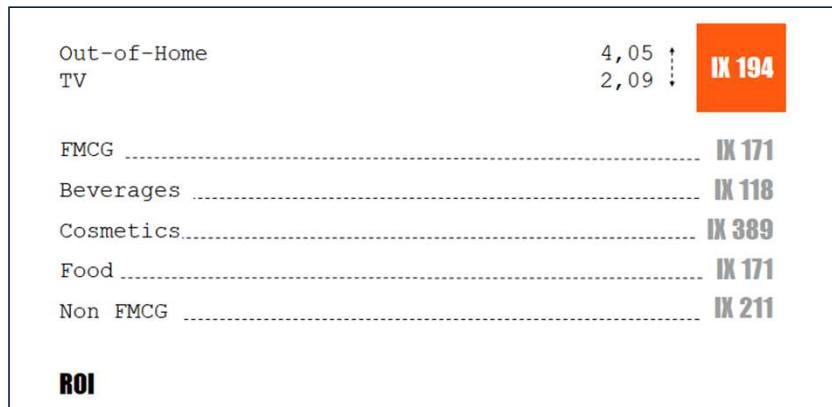 Out-of-Home 4,05
TV 2,09
IX 194
FMCG IX 171
Beverages IX 118
Cosmetics IX 389
Food IX 171
Non FMCG IX 211
ROI